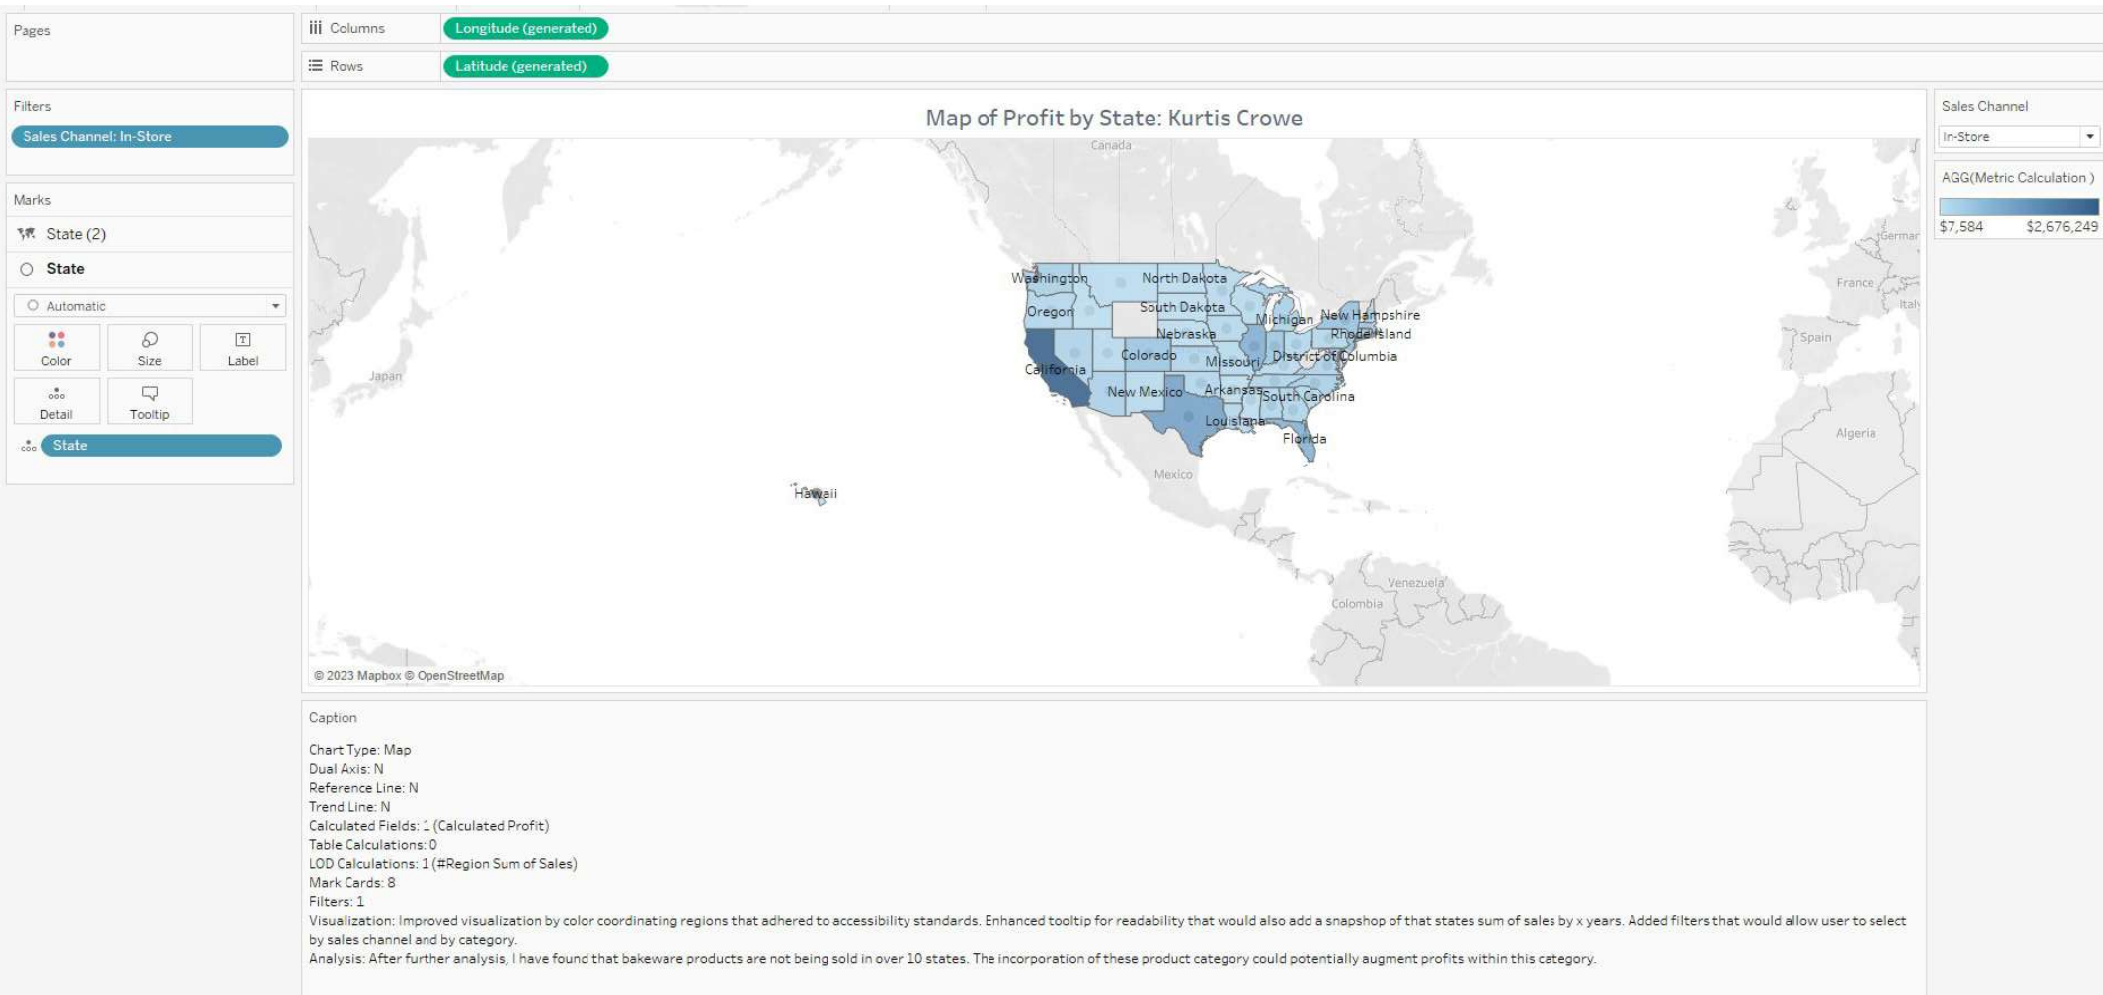 Pages
Columns
Longitude (generated)
Rows
Latitude (generated)
Filters
Sales Channel: In-Store
Marks
State (2)
State
Automatic
Color
Size
Label
Detail
Tooltip
State
Map of Profit by State: Kurtis Crowe
Canada
Japan
Washington
North Dakota
Oregon
South Dakota
Michigan
New Hampshire
Nebraska
Rhode Island
Colorado
Missouri
District of Columbia
California
New Mexico
Arkansas
South Carolina
Louisiana
Florida
Hawaii
Mexico
Venezuela
Colombia
German
France
Ital
Spain
Algeria
© 2023 Mapbox © OpenStreetMap
Sales Channel
In-Store
AGG(Metric Calculation )
$7,584 $2,676,249
Caption
Chart Type: Map
Dual Axis: N
Reference Line: N
Trend Line: N
Calculated Fields: 1 (Calculated Profit)
Table Calculations: 0
LOD Calculations: 1 (#Region Sum of Sales)
Mark Cards: 8
Filters: 1
Visualization: Improved visualization by color coordinating regions that adhered to accessibility standards. Enhanced tooltip for readability that would also add a snapshop of that states sum of sales by x years. Added filters that would allow user to select
by sales channel and by category.
Analysis: After further analysis, I have found that bakeware products are not being sold in over 10 states. The incorporation of these product category could potentially augment profits within this category.